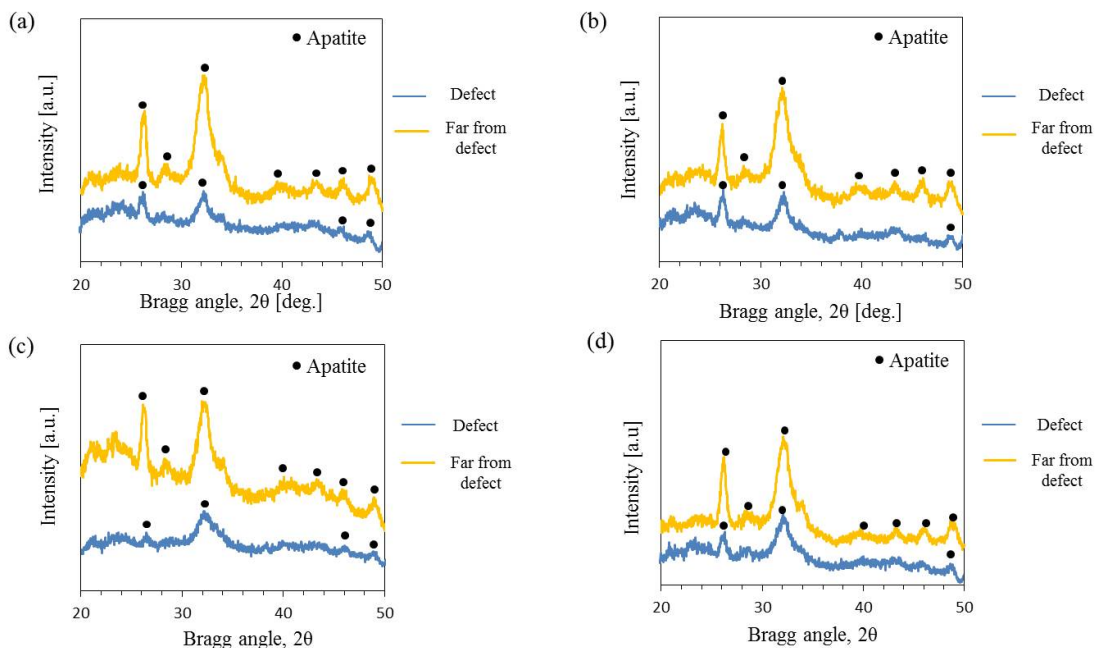 (a)
● Apatite
Defect
Far from
defect
Intensity [a.u.]
20 30 40 50
Bragg angle, 2θ [deg.]
(b)
● Apatite
Defect
Far from
defect
Intensity [a.u.]
20 30 40 50
Bragg angle, 2θ [deg.]
(c)
● Apatite
Defect
Far from
defect
Intensity [a.u.]
20 30 40 50
Bragg angle, 2θ
(d)
● Apatite
Defect
Far from
defect
Intensity [a.u]
20 30 40 50
Bragg angle, 2θ